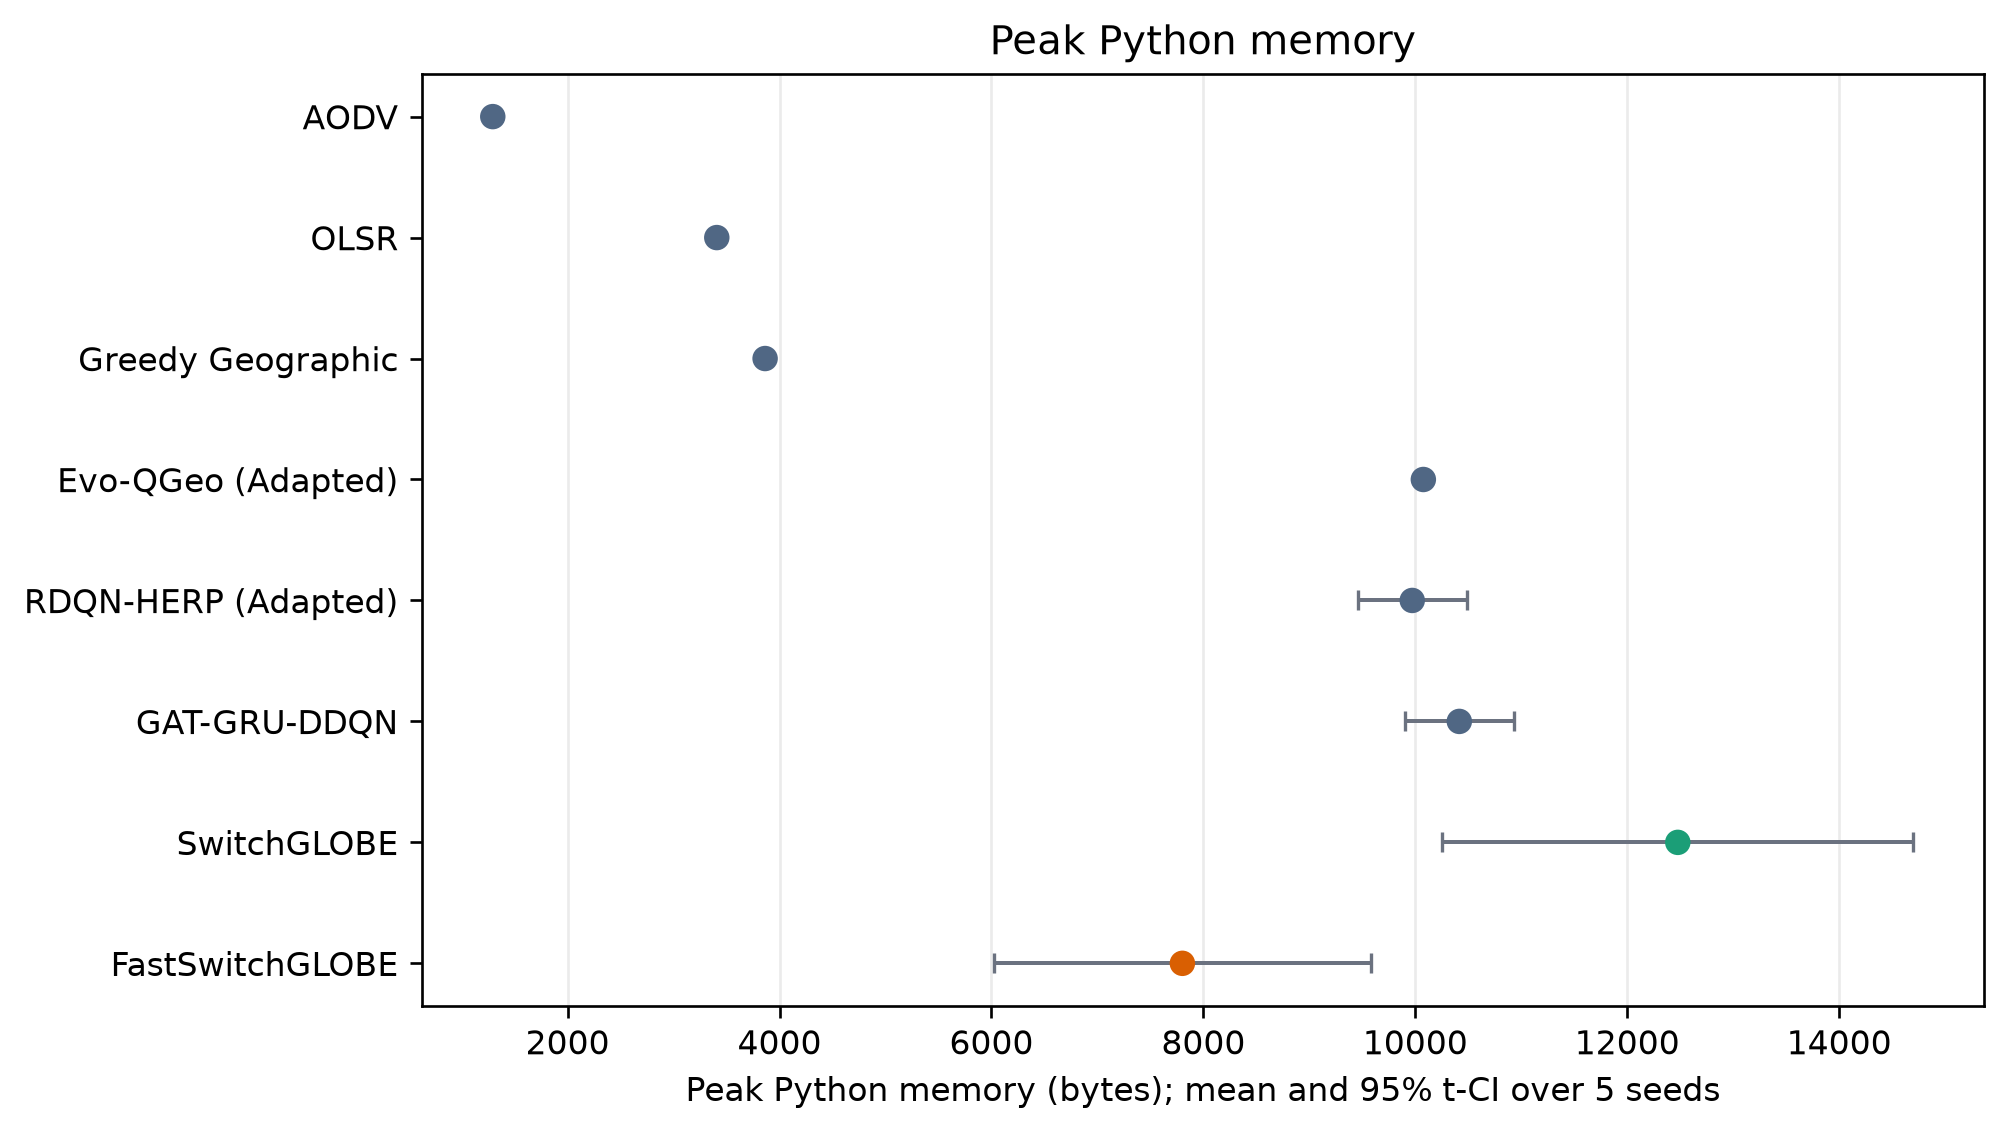 Peak Python memory
AODV
OLSR
Greedy Geographic
Evo-QGeo (Adapted)
RDQN-HERP (Adapted)
GAT-GRU-DDQN
SwitchGLOBE
FastSwitchGLOBE
2000 4000 6000 8000 10000 12000 14000
Peak Python memory (bytes); mean and 95% t-CI over 5 seeds